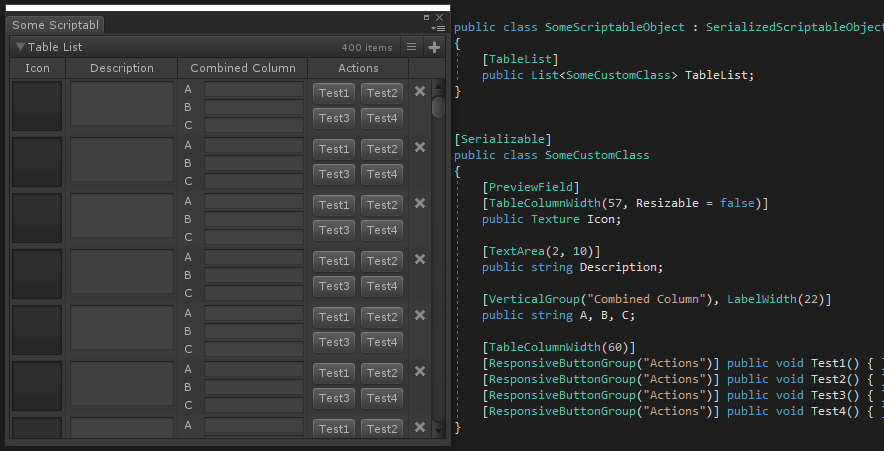 Some Scriptabl
Table List
400 items
Icon Description Combined Column Actions
A
B
C
Test1 Test2
Test3 Test4
A
B
C
Test1 Test2
Test3 Test4
A
B
C
Test1 Test2
Test3 Test4
A
B
C
Test1 Test2
Test3 Test4
A
B
C
Test1 Test2
Test3 Test4
A
B
C
Test1 Test2
Test3 Test4
A
B
Test1 Test2
public class SomeScriptableObject : SerializedScriptableObject
{
[TableList]
public List<SomeCustomClass> TableList;
}
[Serializable]
public class SomeCustomClass
{
[PreviewField]
[TableColumnWidth(57, Resizable = false)]
public Texture Icon;
[TextArea(2, 10)]
public string Description;
[VerticalGroup("Combined Column"), LabelWidth(22)]
public string A, B, C;
[TableColumnWidth(60)]
[ResponsiveButtonGroup("Actions")] public void Test1() { }
[ResponsiveButtonGroup("Actions")] public void Test2() { }
[ResponsiveButtonGroup("Actions")] public void Test3() { }
[ResponsiveButtonGroup("Actions")] public void Test4() { }
}